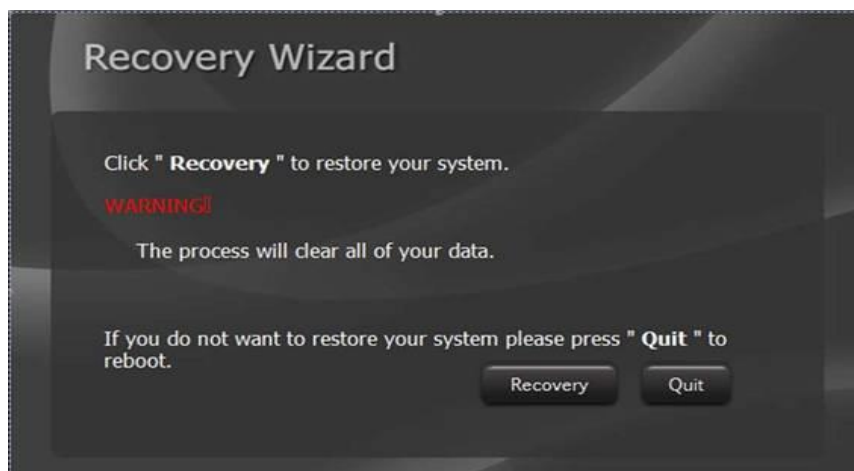 Recovery Wizard
Click " Recovery " to restore your system.
WARNING!
The process will clear all of your data.
If you do not want to restore your system please press " Quit " to
reboot.
Recovery
Quit